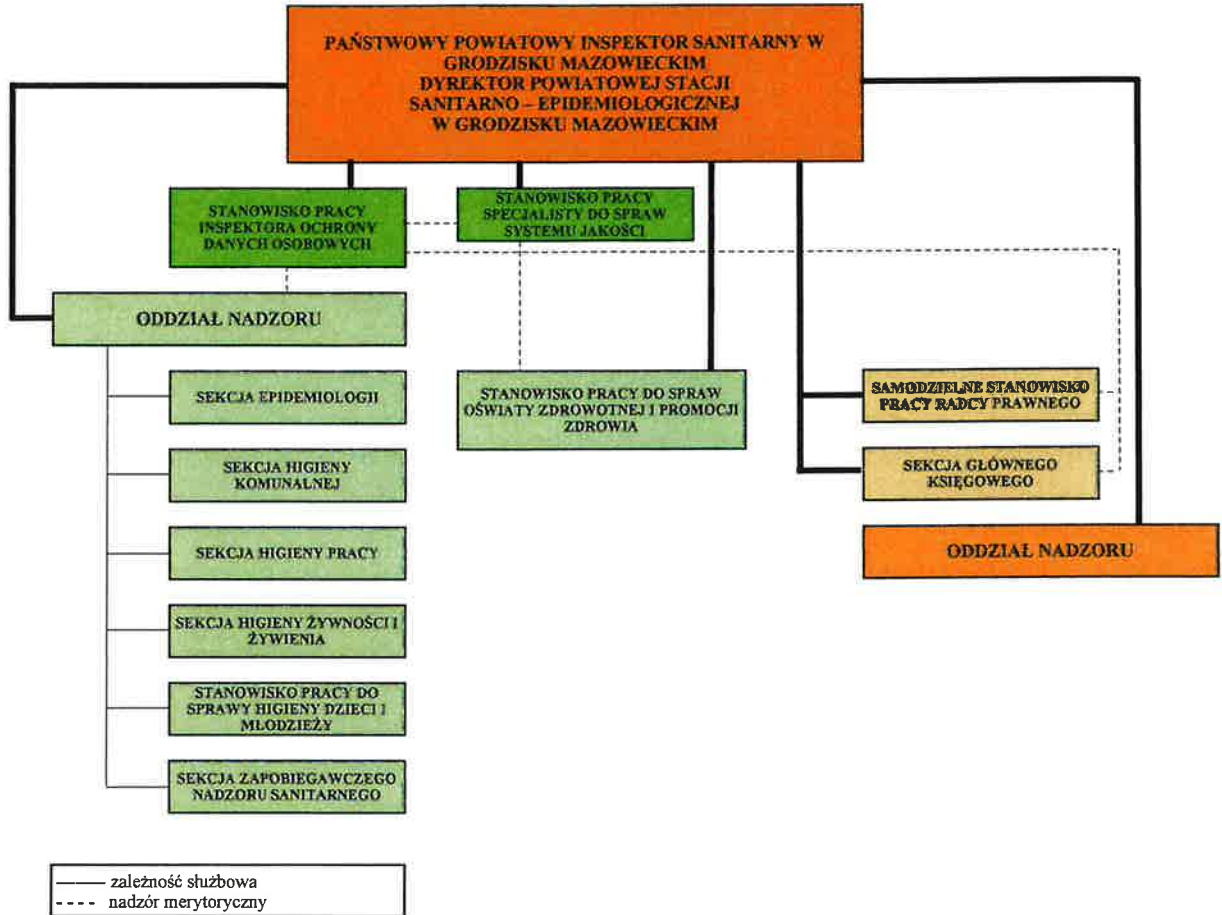 PAŃSTWOWY POWIATOWY INSPEKTOR SANITARNY W
GRODZISKU MAZOWIECKIM
DYREKTOR POWIATOWEJ STACJI
SANITARNO – EPIDEMIOLOGICZNEJ
W GRODZISKU MAZOWIECKIM
STANOWISKO PRACY
INSPEKTORA OCHRONY
DANYCH OSOBOWYCH
STANOWISKO PRACY
SPECJALISTY DO SPRAW
SYSTEMU JAKOŚCI
ODDZIAŁ NADZORU
SEKCJA EPIDEMIOLOGII
SEKCJA HIGIENY
KOMUNALNEJ
SEKCJA HIGIENY PRACY
SEKCJA HIGIENY ŻYWNOŚCI I
ŻYWIENIA
STANOWISKO PRACY DO
SPRAWY HIGIENY DZIECI I
MŁODZIEŻY
SEKCJA ZAPOBIEGAWCZEGO
NADZORU SANITARNEGO
STANOWISKO PRACY DO SPRAW
OŚWIATY ZDROWOTNEJ I PROMOCJI
ZDROWIA
SAMODZIELNE STANOWISKO
PRACY RADCY PRAWNEGO
SEKCJA GŁÓWNEGO
KSIĘGOWEGO
ODDZIAŁ NADZORU
zależność służbowa
nadzór merytoryczny